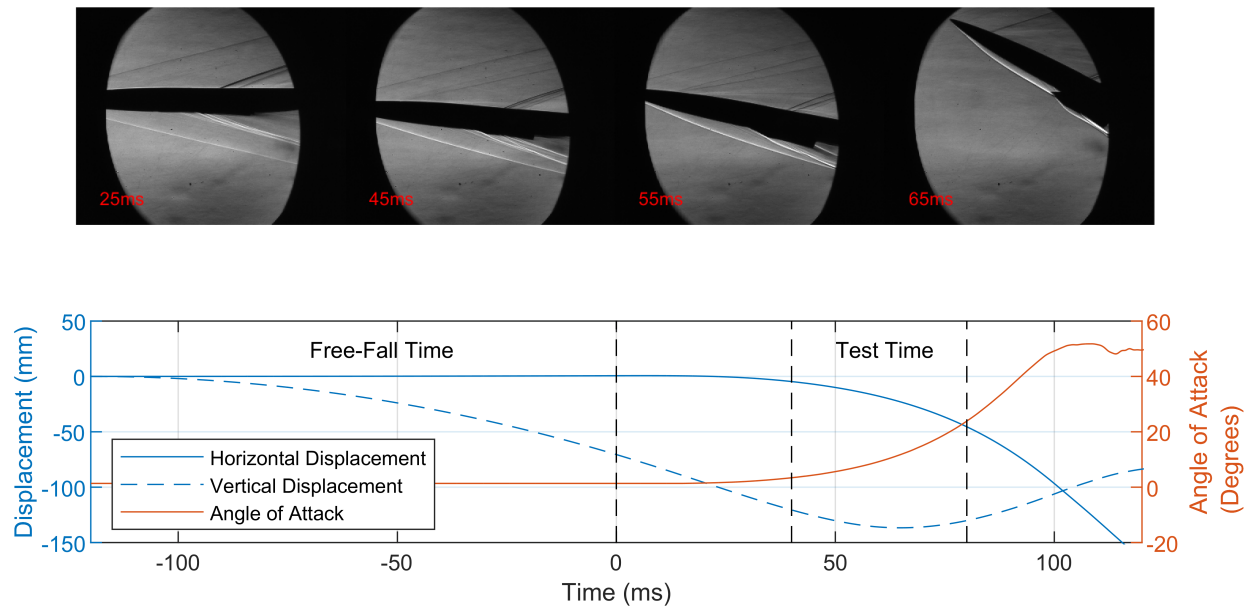 25ms
45ms
55ms
65ms
50
0
-50
-100
-150
Displacement (mm)
60
40
20
0
-20
Angle of Attack
(Degrees)
Free-Fall Time
Test Time
Horizontal Displacement
Vertical Displacement
Angle of Attack
-100
-50
0
50
100
Time (ms)